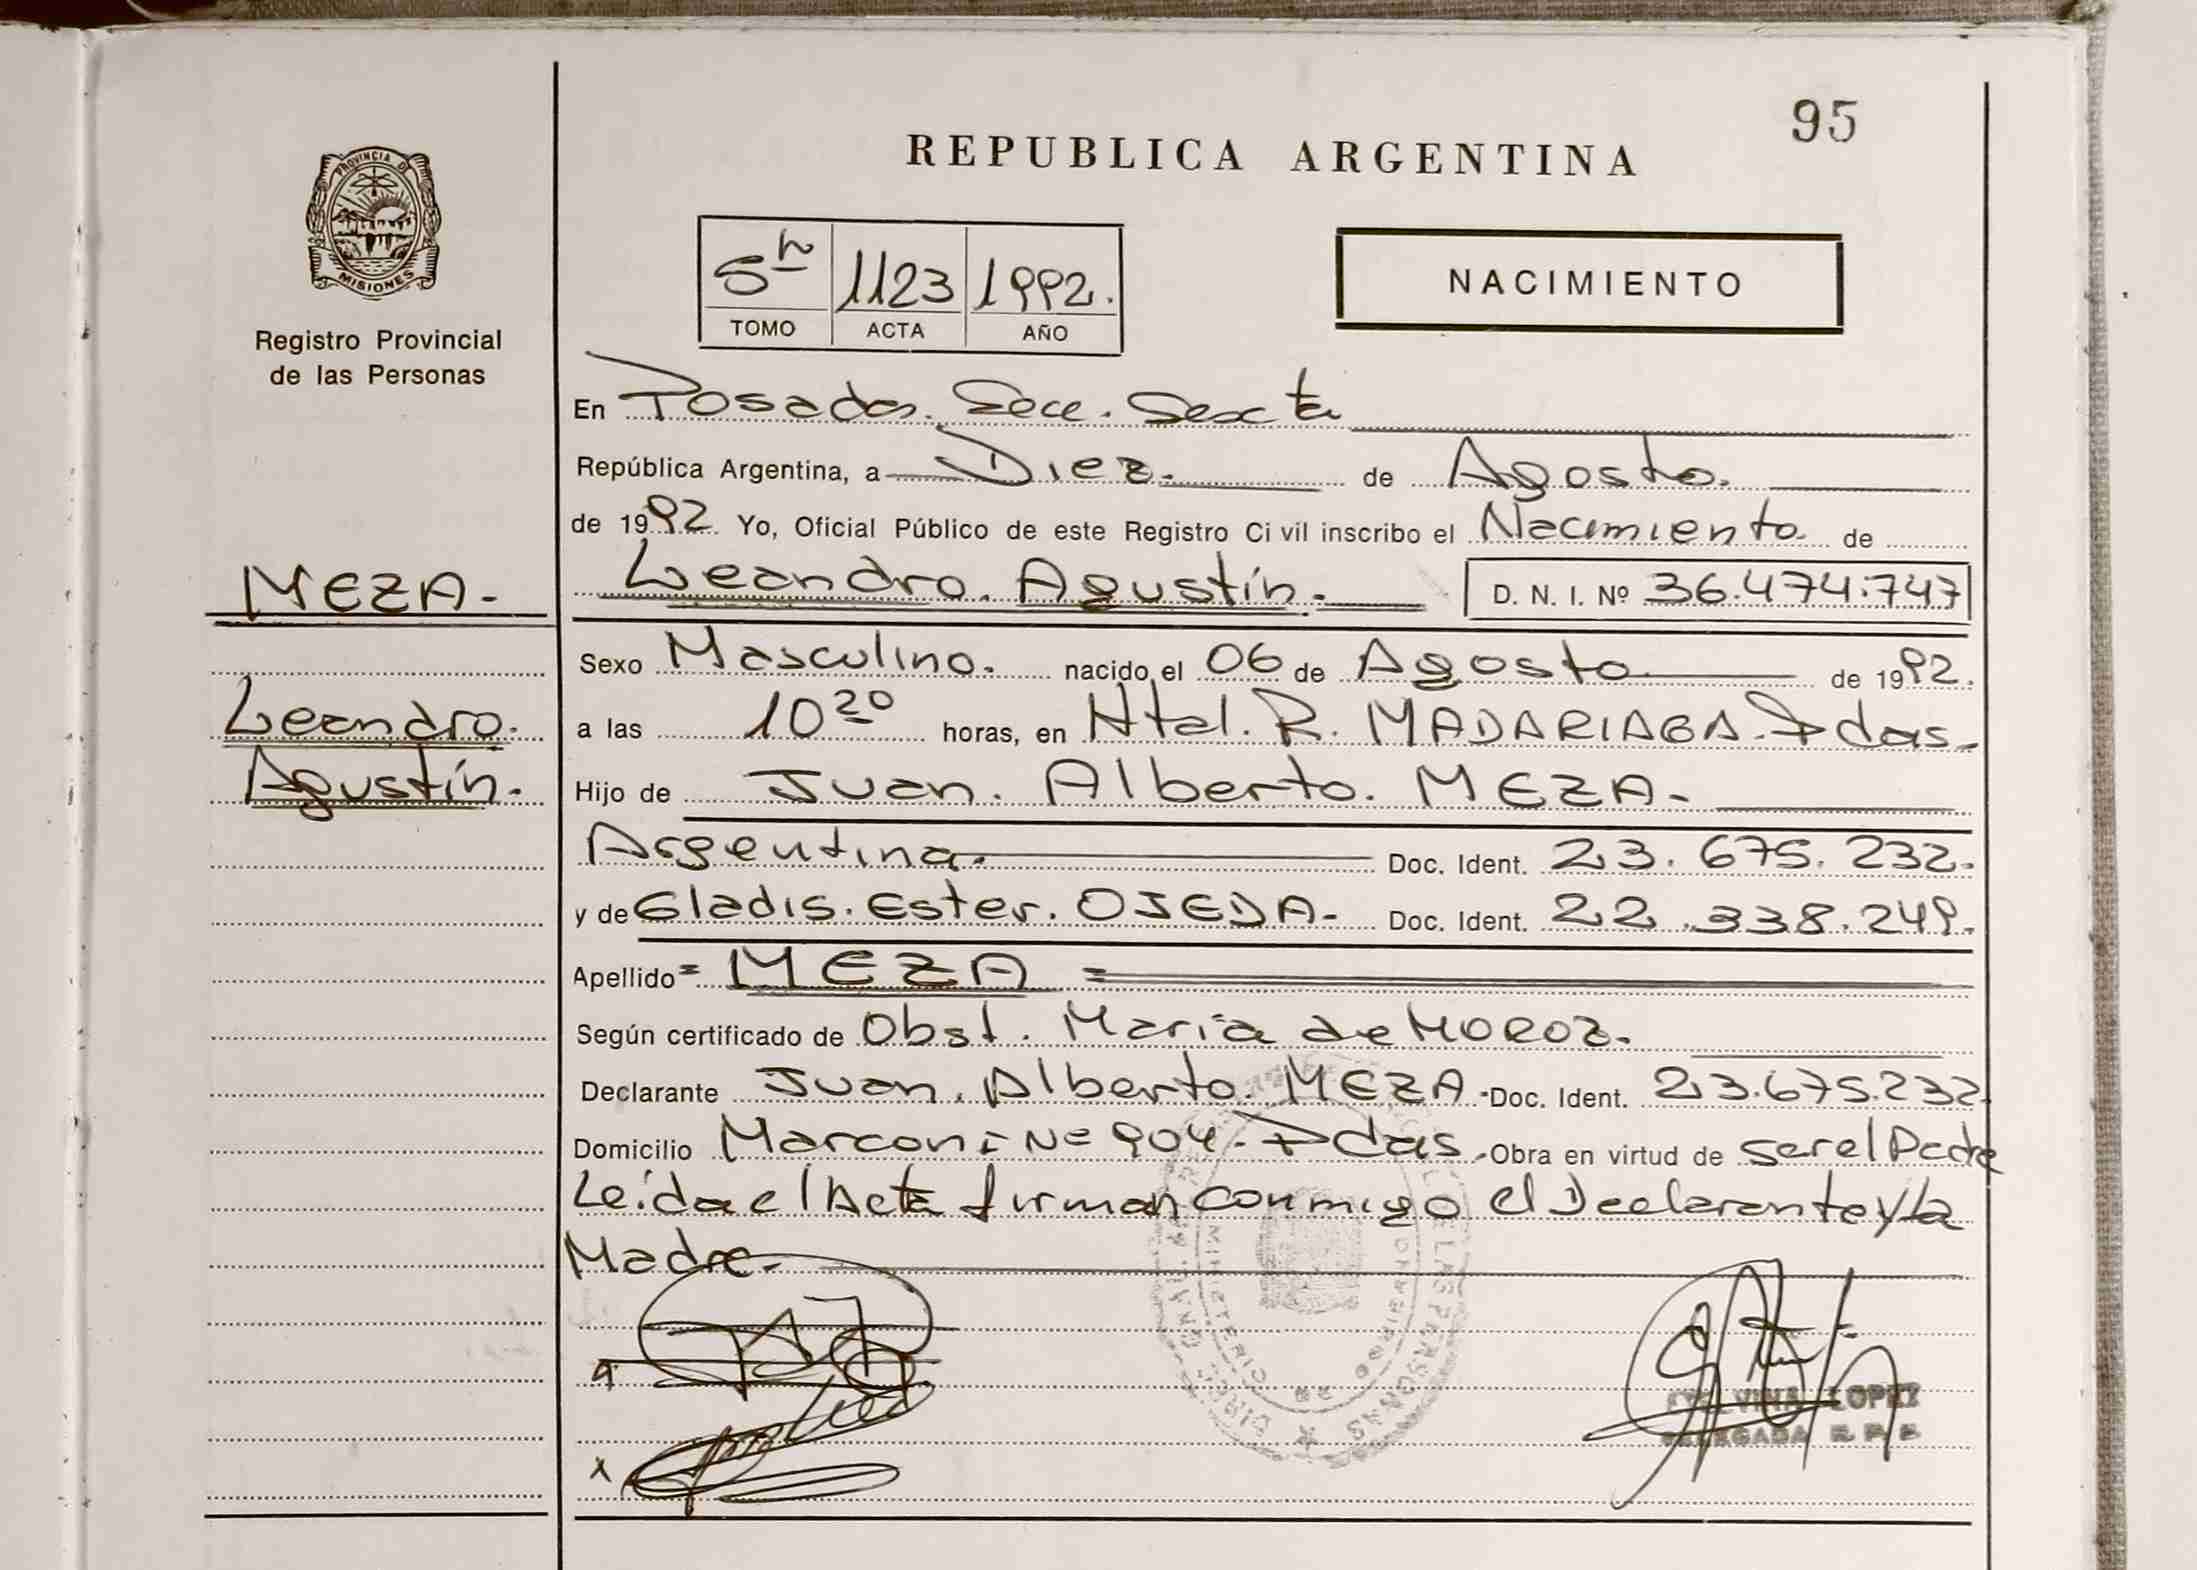 95
REPUBLICA ARGENTINA
PROVINCIA DE
MISIONES
Registro Provincial
de las Personas
1123 1992.
TOMO ACTA AÑO
NACIMIENTO
En Posadas. Secc. Sexta
República Argentina, a Diez. de Agosto.
de 1992. Yo, Oficial Público de este Registro Civil inscribo el Nacimiento de
MEZA.
Leandro. Agustín. D. N. I. Nº 36.474.747
Sexo Masculino. nacido el 06 de Agosto de 1992.
Leandro.
Agustín.
a las 10 20 horas, en Htal. R. MADARIAGA. Pdas.
Hijo de Juan. Alberto. MEZA.
Argentina. Doc. Ident. 23.675.232.
y de Gladis. Ester. OJEDA. Doc. Ident. 22.338.249.
Apellido = MEZA =
Según certificado de Obst. María de MOROZ.
Declarante Juan. Alberto. MEZA. Doc. Ident. 23.675.232
Domicilio Marconi Nº 904. Pdas. Obra en virtud de ser el Padre
Leída el Acta firman conmigo el Declarante y la
Madre.
LOPEZ
DELEGADA R.P.P.